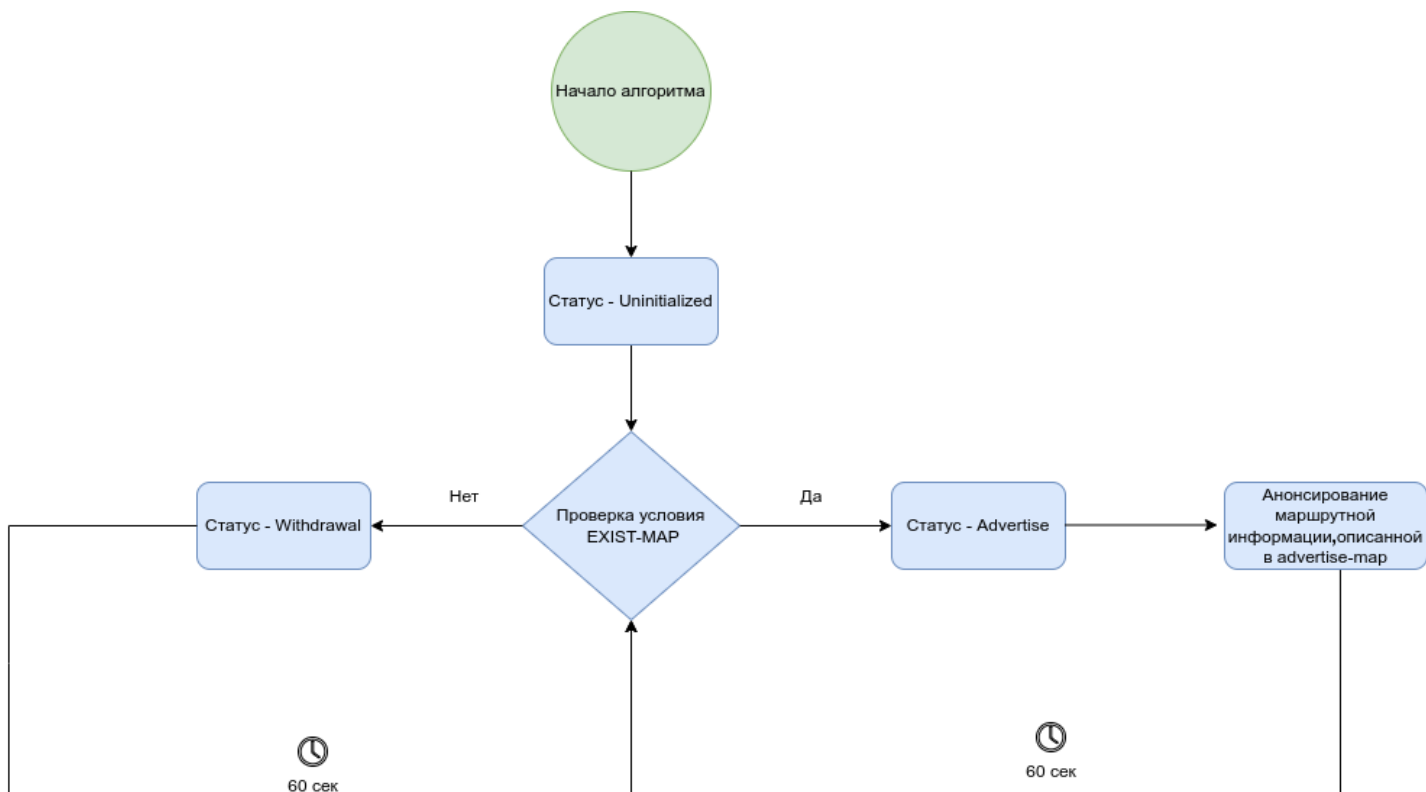 Начало алгоритма
Статус - Uninitialized
Нет
Да
Статус - Withdrawal
Проверка условия
EXIST-MAP
Статус - Advertise
Анонсирование
маршрутной
информации,описанной
в advertise-map
60 сек
60 сек